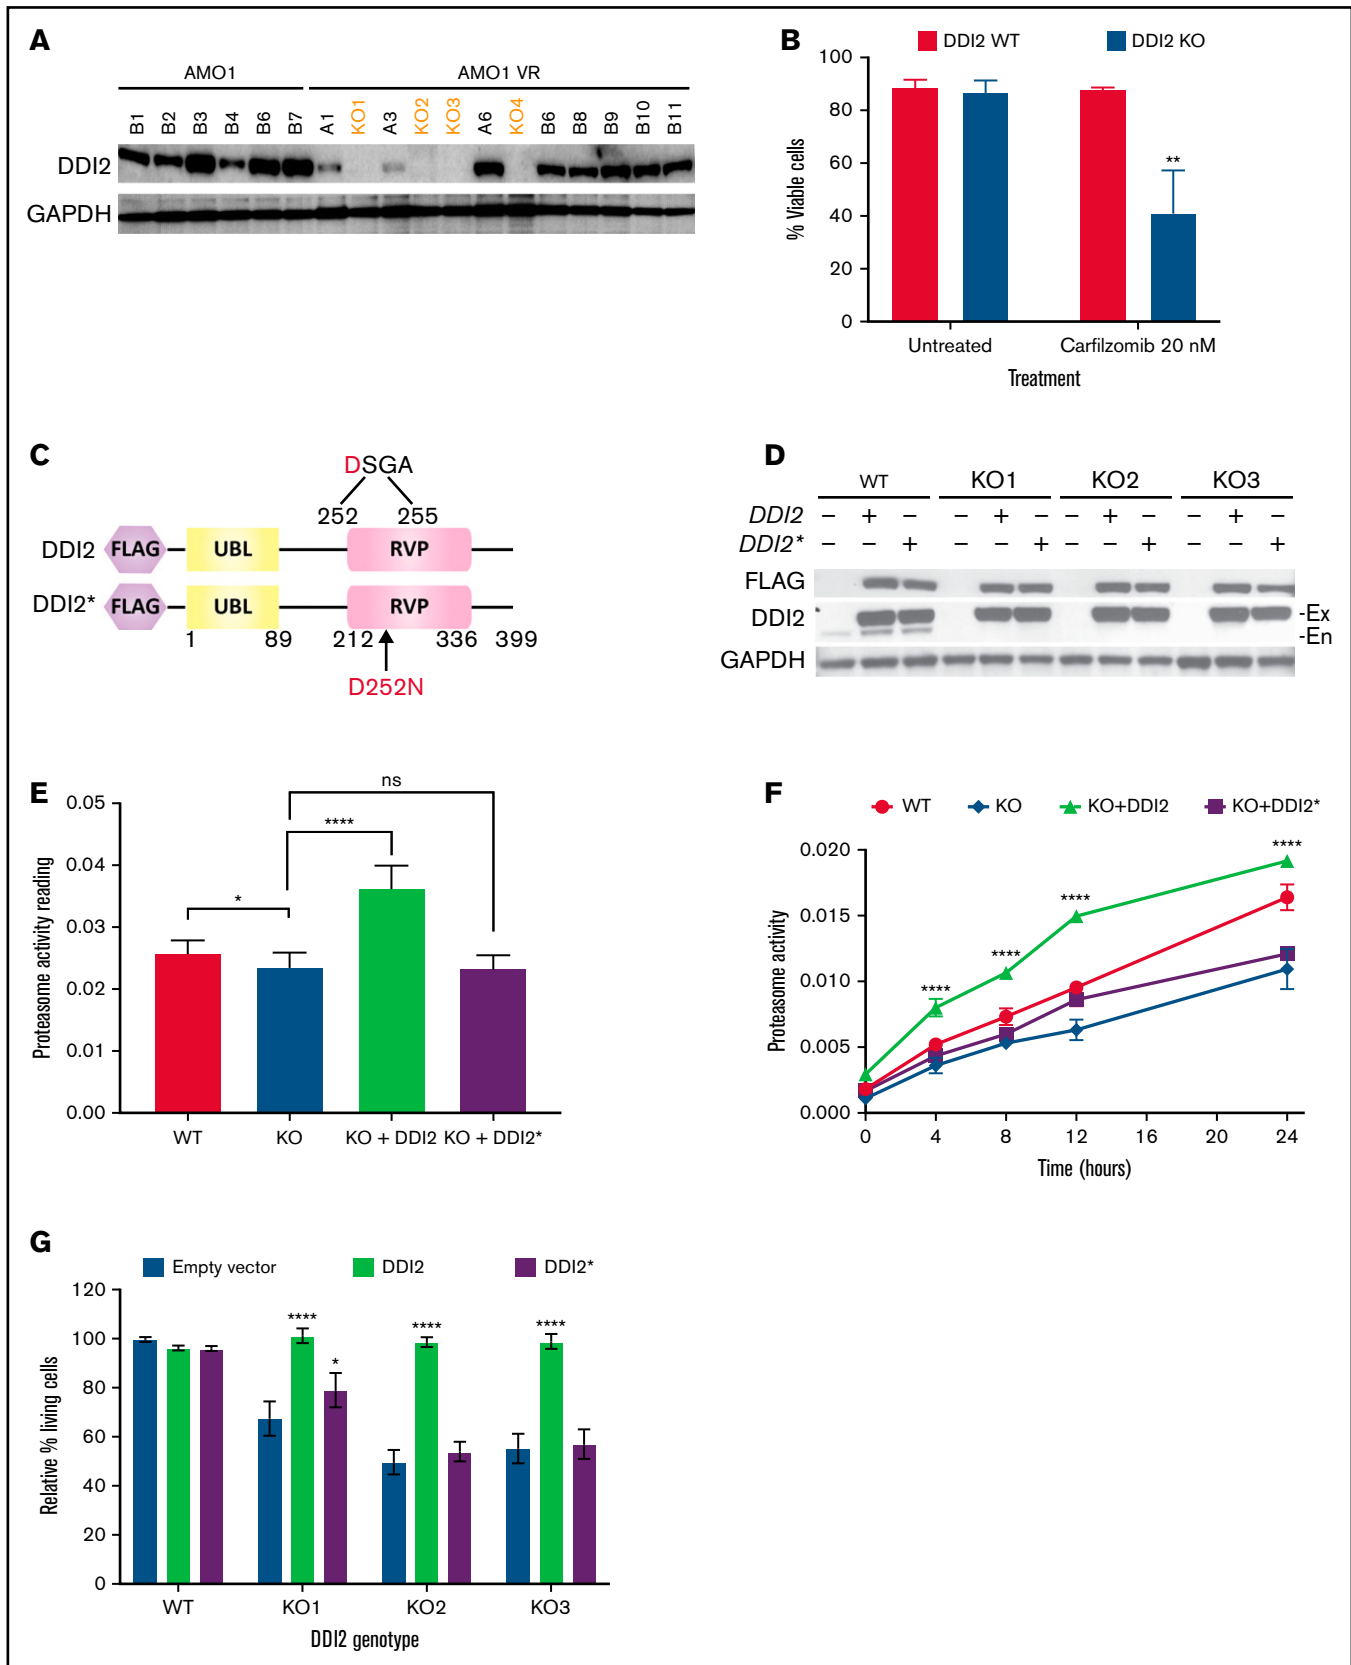 A
AMO1 AMO1 VR
B1 B2 B3 B4 B6 B7 A1 KO1 A3 KO2 KO3 A6 KO4 B6 B8 B9 B10 B11
DDI2
GAPDH
B
DDI2 WT DDI2 KO
% Viable cells
100
80
60
40
20
0
**
Untreated Carfilzomib 20 nM
Treatment
C
DSGA
252 255
DDI2 FLAG UBL RVP
DDI2* FLAG UBL RVP
1 89 212 336 399
D252N
D
WT KO1 KO2 KO3
DDI2 – + – – + – – + – – + –
DDI2* – – + – – + – – + – – +
FLAG
DDI2
-Ex
-En
GAPDH
E
Proteasome activity reading
0.05
0.04
0.03
0.02
0.01
0.00
*
****
ns
WT KO KO + DDI2 KO + DDI2*
F
WT KO KO+DDI2 KO+DDI2*
Proteasome activity
0.020
0.015
0.010
0.005
0.000
**** **** **** ****
0 4 8 12 16 20 24
Time (hours)
G
Empty vector DDI2 DDI2*
Relative % living cells
120
100
80
60
40
20
0
**** * **** ****
WT KO1 KO2 KO3
DDI2 genotype